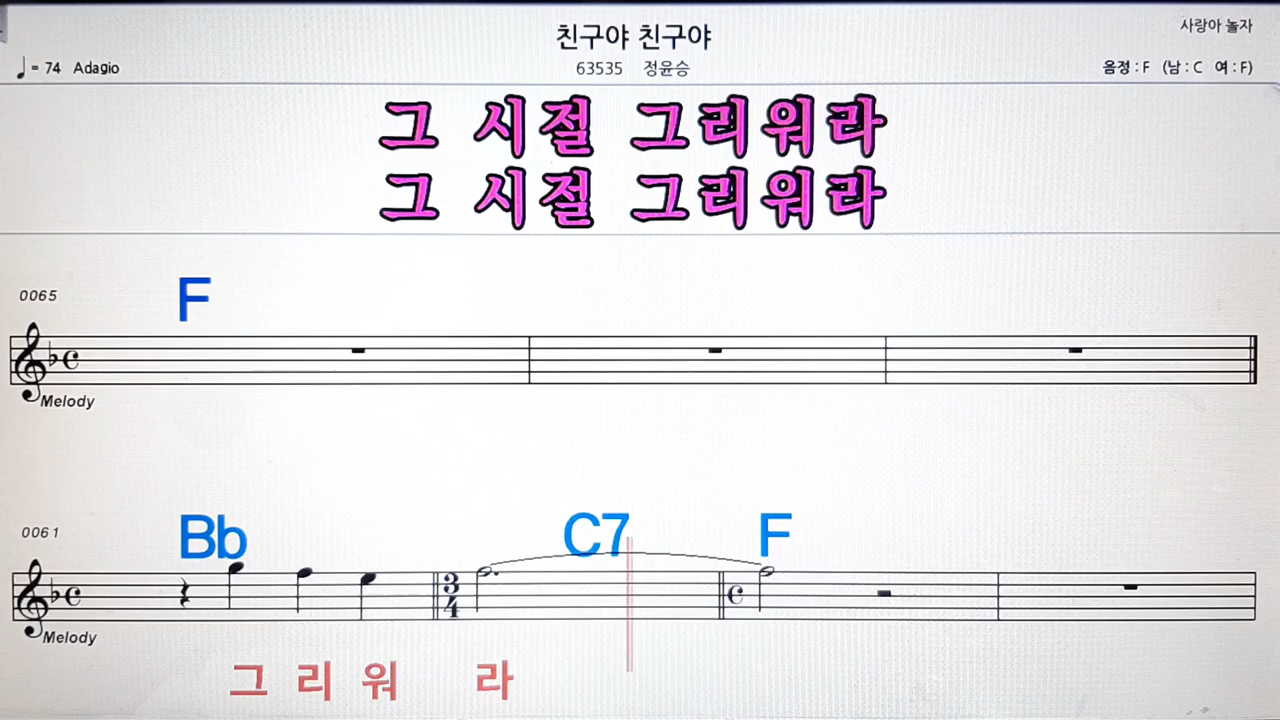 친구야 친구야
사랑아 놀자
♩ = 74 Adagio
63535 정윤승
음정 : F (남 : C 여 : F)
그 시절 그리워라
그 시절 그리워라
0065
F
Melody
0061
Bb C7 F
3
4
Melody
그 리 워 라